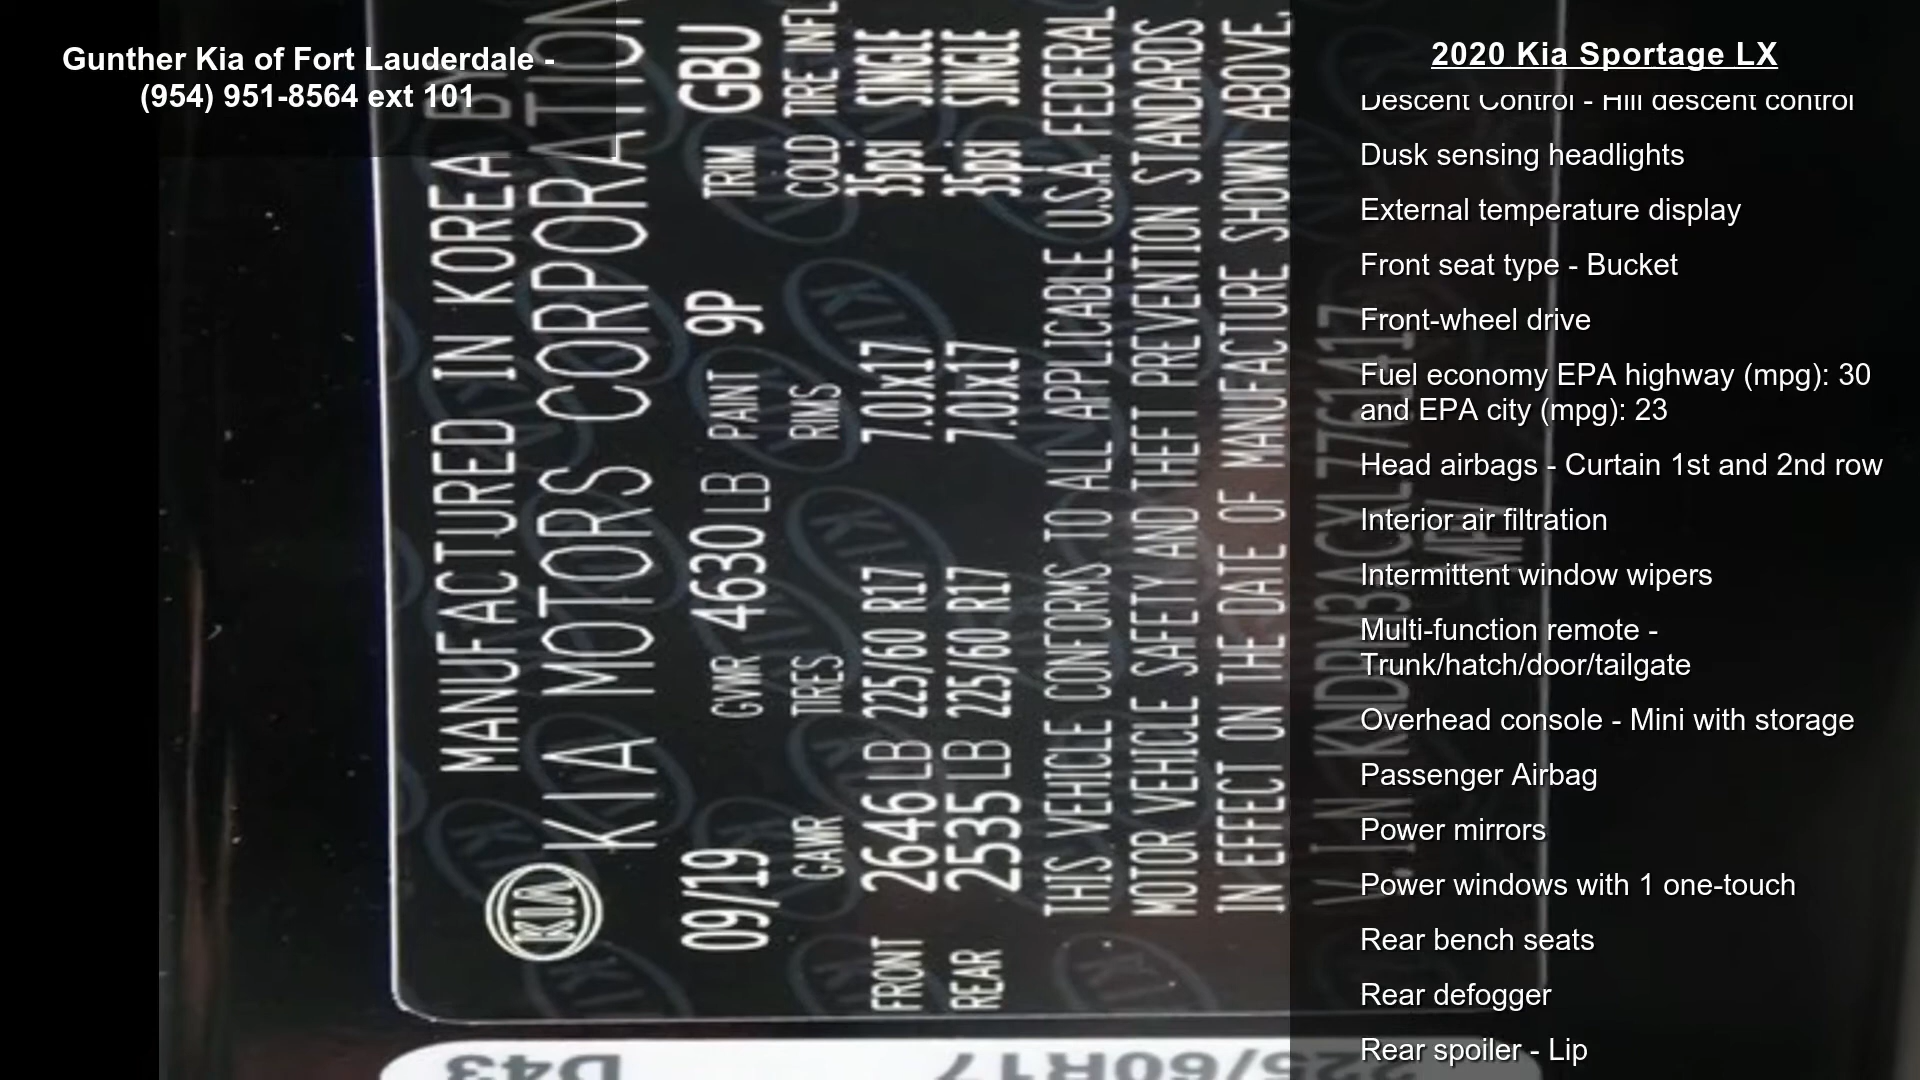 Gunther Kia of Fort Lauderdale -
(954) 951-8564 ext 101
MANUFACTURED IN KOREA BY
KIA KIA MOTORS CORPORATION
09/19 GVWR 4630 LB PAINT 9P TRIM GBU
GAWR TIRES RIMS COLD TIRE INFL
FRONT 2646 LB 225/60 R17 7.0Jx17 35psi SINGLE
REAR 2535 LB 225/60 R17 7.0Jx17 35psi SINGLE
THIS VEHICLE CONFORMS TO ALL APPLICABLE U.S.A. FEDERAL
MOTOR VEHICLE SAFETY AND THEFT PREVENTION STANDARDS
IN EFFECT ON THE DATE OF MANUFACTURE SHOWN ABOVE.
D43
225/60R17
2020 Kia Sportage LX
Descent Control - Hill descent control
Dusk sensing headlights
External temperature display
Front seat type - Bucket
Front-wheel drive
Fuel economy EPA highway (mpg): 30
and EPA city (mpg): 23
Head airbags - Curtain 1st and 2nd row
Interior air filtration
Intermittent window wipers
Multi-function remote -
Trunk/hatch/door/tailgate
Overhead console - Mini with storage
Passenger Airbag
Power mirrors
Power windows with 1 one-touch
Rear bench seats
Rear defogger
Rear spoiler - Lip